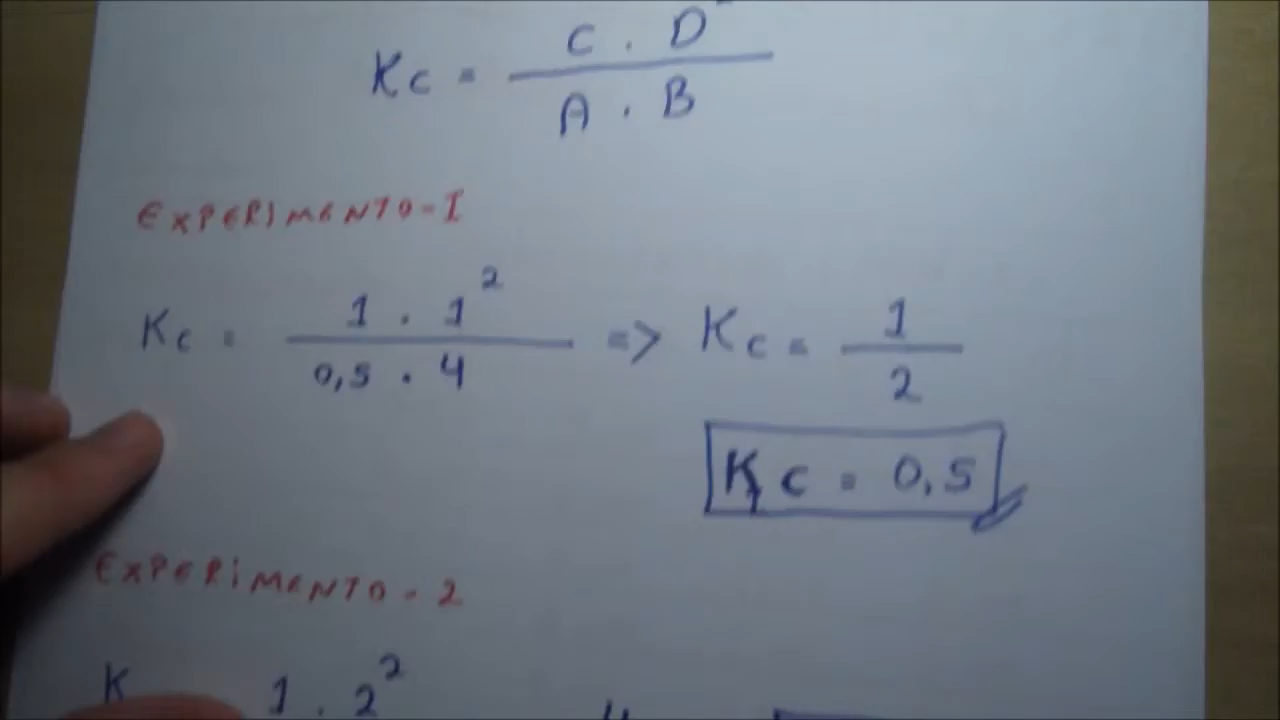 Kc = C . D² / A . B
EXPERIMENTO - I
Kc = 1 . 1² / 0,5 . 4 => Kc = 1 / 2
Kc = 0,5
EXPERIMENTO - 2
K 1 . 2²